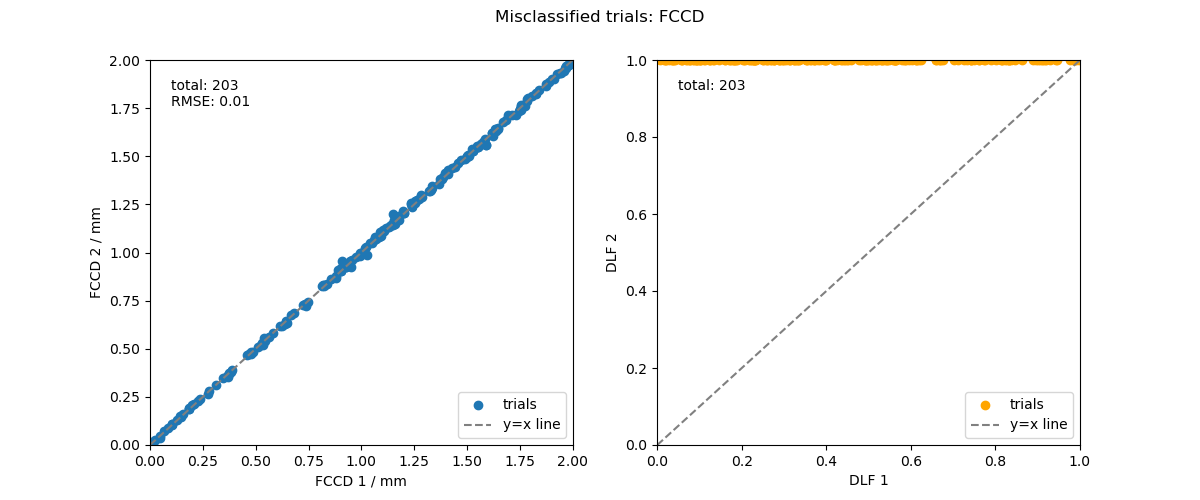 Misclassified trials: FCCD
2.00
1.75
1.50
1.25
1.00
0.75
0.50
0.25
0.00
FCCD 2 / mm
total: 203
RMSE: 0.01
trials
y=x line
0.00 0.25 0.50 0.75 1.00 1.25 1.50 1.75 2.00
FCCD 1 / mm
1.0
0.8
0.6
0.4
0.2
0.0
DLF 2
total: 203
trials
y=x line
0.0 0.2 0.4 0.6 0.8 1.0
DLF 1